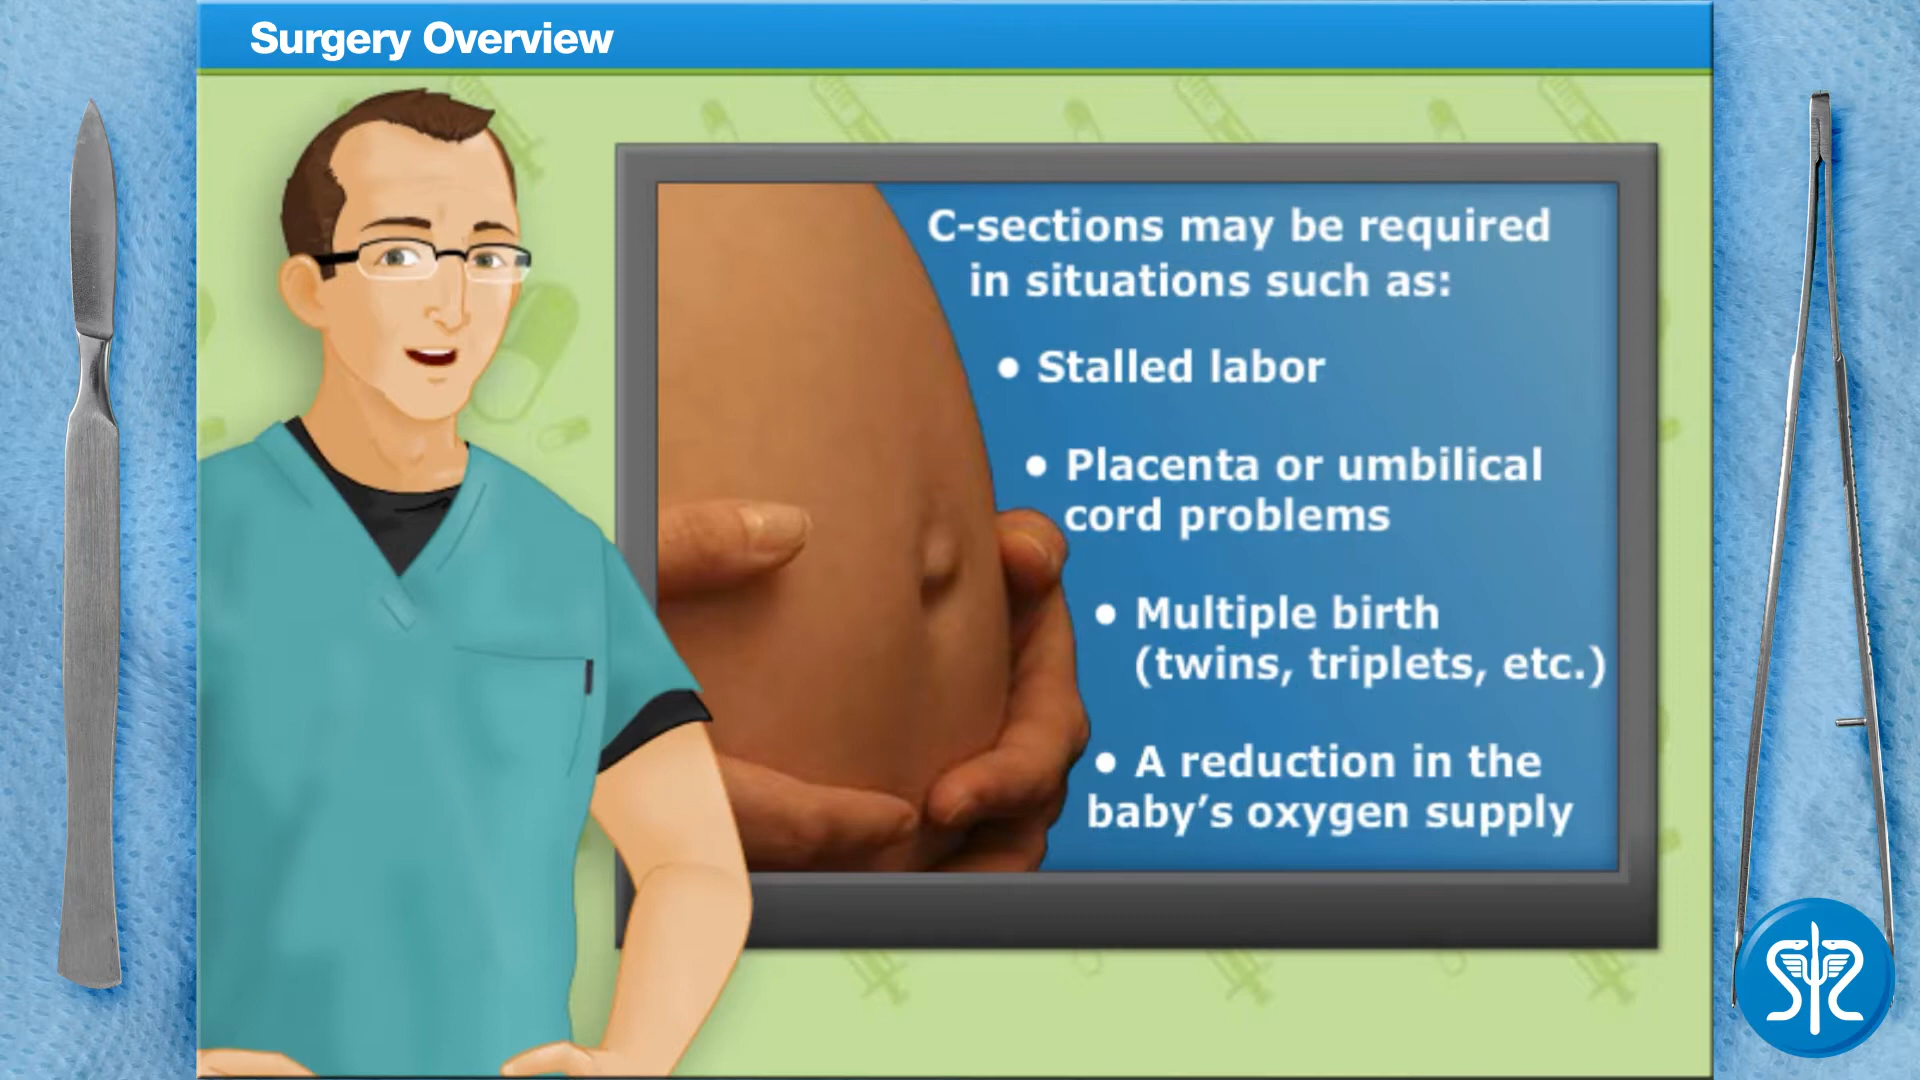 Surgery Overview
C-sections may be required
in situations such as:
• Stalled labor
• Placenta or umbilical
cord problems
• Multiple birth
(twins, triplets, etc.)
• A reduction in the
baby’s oxygen supply